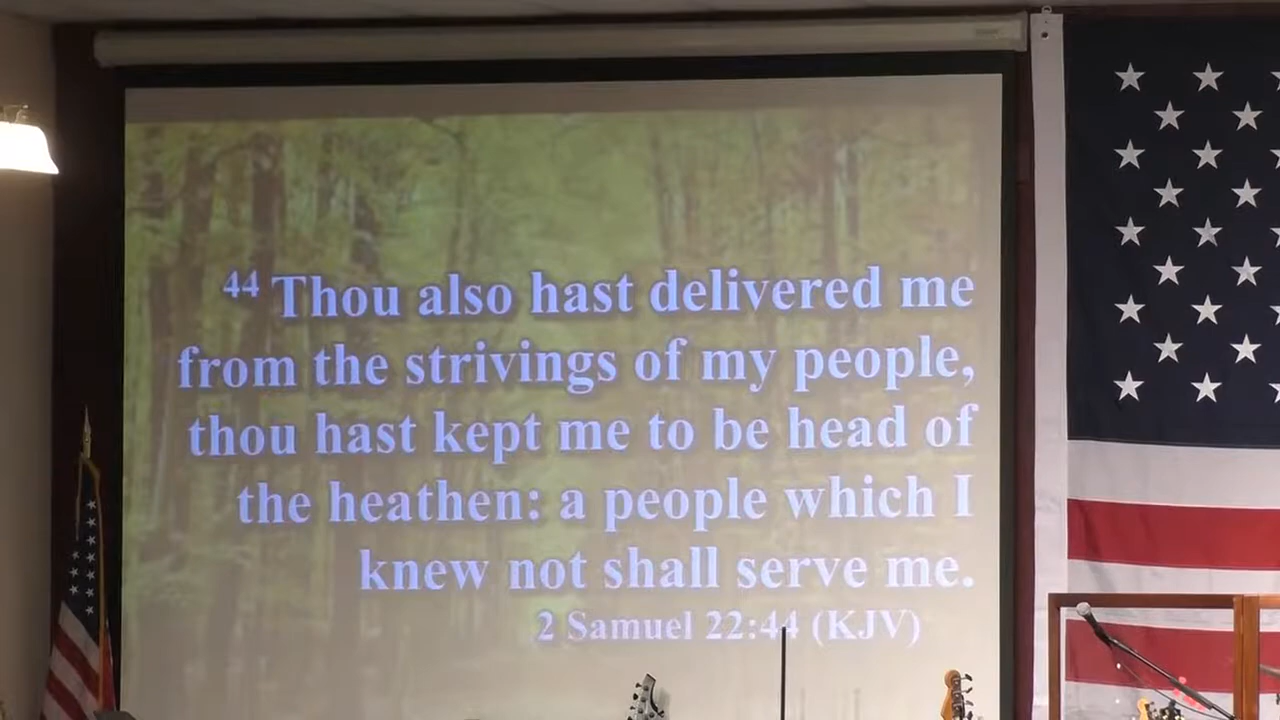 44 Thou also hast delivered me
from the strivings of my people,
thou hast kept me to be head of
the heathen: a people which I
knew not shall serve me.
2 Samuel 22:44 (KJV)